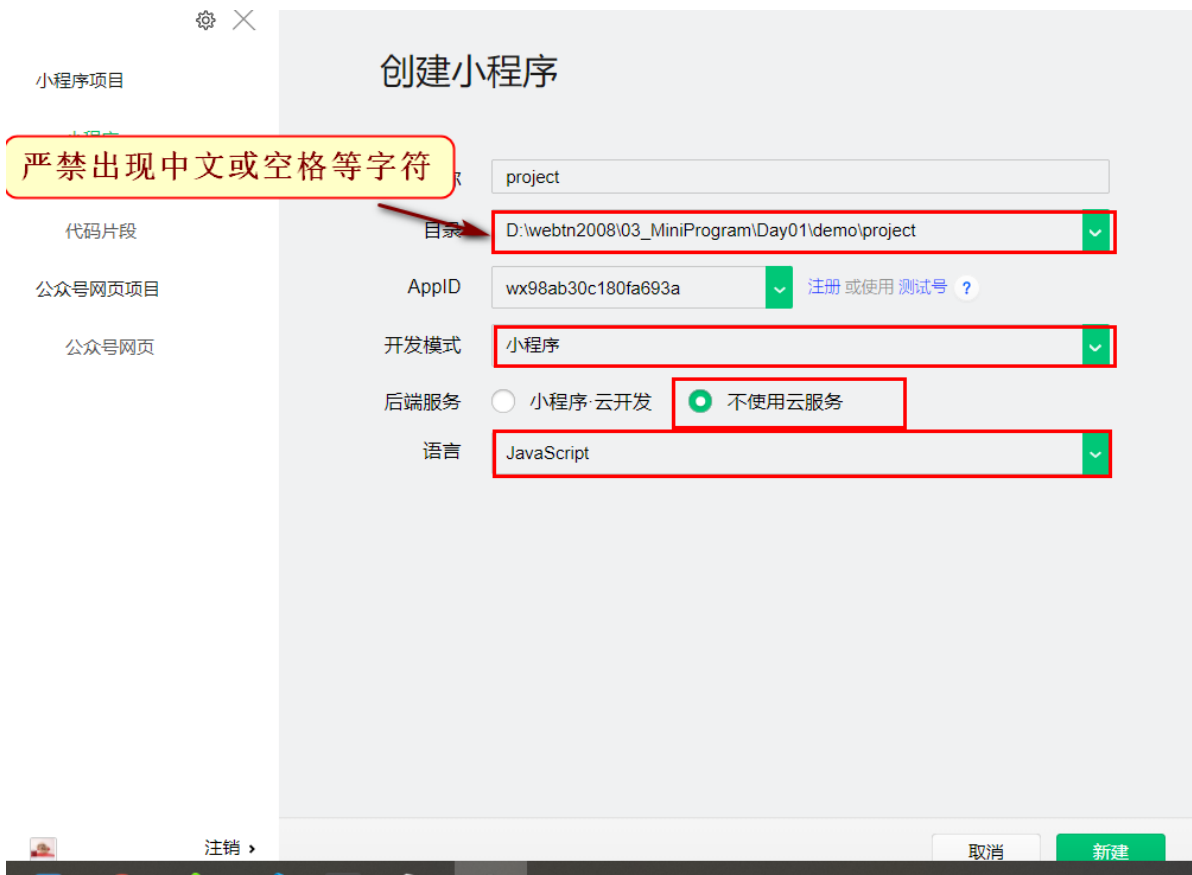 小程序项目
创建小程序
严禁出现中文或空格等字符
project
代码片段
目录
D:\webtn2008\03_MiniProgram\Day01\demo\project
公众号网页项目
AppID
wx98ab30c180fa693a
注册 或使用 测试号 ?
公众号网页
开发模式
小程序
后端服务
小程序·云开发
不使用云服务
语言
JavaScript
注销 ›
取消
新建